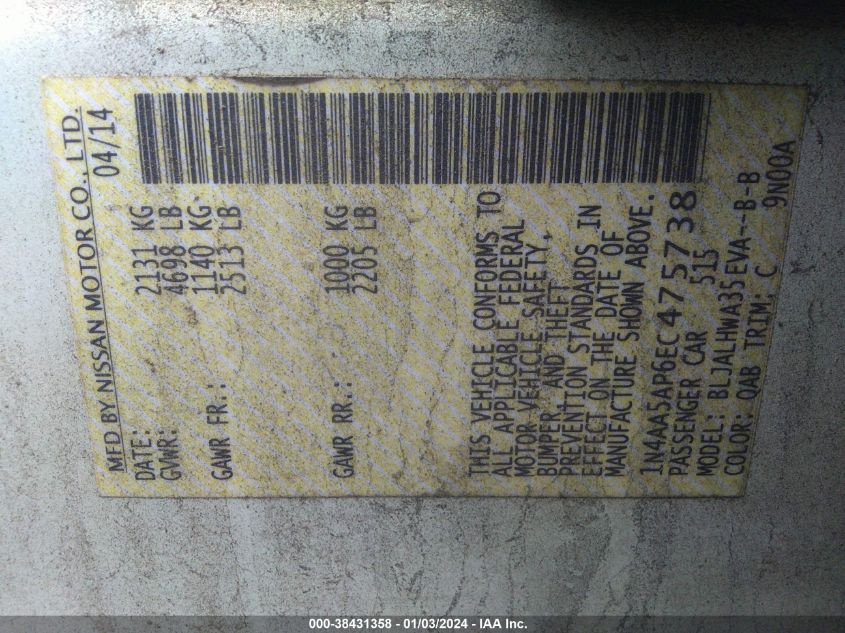 MFD BY NISSAN MOTOR CO., LTD.
DATE: 04/14
GVWR: 2131 KG
4698 LB
GAWR FR.: 1140 KG
2513 LB
GAWR RR.: 1000 KG
2205 LB
THIS VEHICLE CONFORMS TO
ALL APPLICABLE FEDERAL
MOTOR VEHICLE SAFETY,
BUMPER, AND THEFT
PREVENTION STANDARDS IN
EFFECT ON THE DATE OF
MANUFACTURE SHOWN ABOVE.
1N4AA5AP6EC475738
PASSENGER CAR 515
MODEL: BLJALHWA35EVA---B-B
COLOR: QAB TRIM: C 9N00A
000-38431358 - 01/03/2024 - IAA Inc.